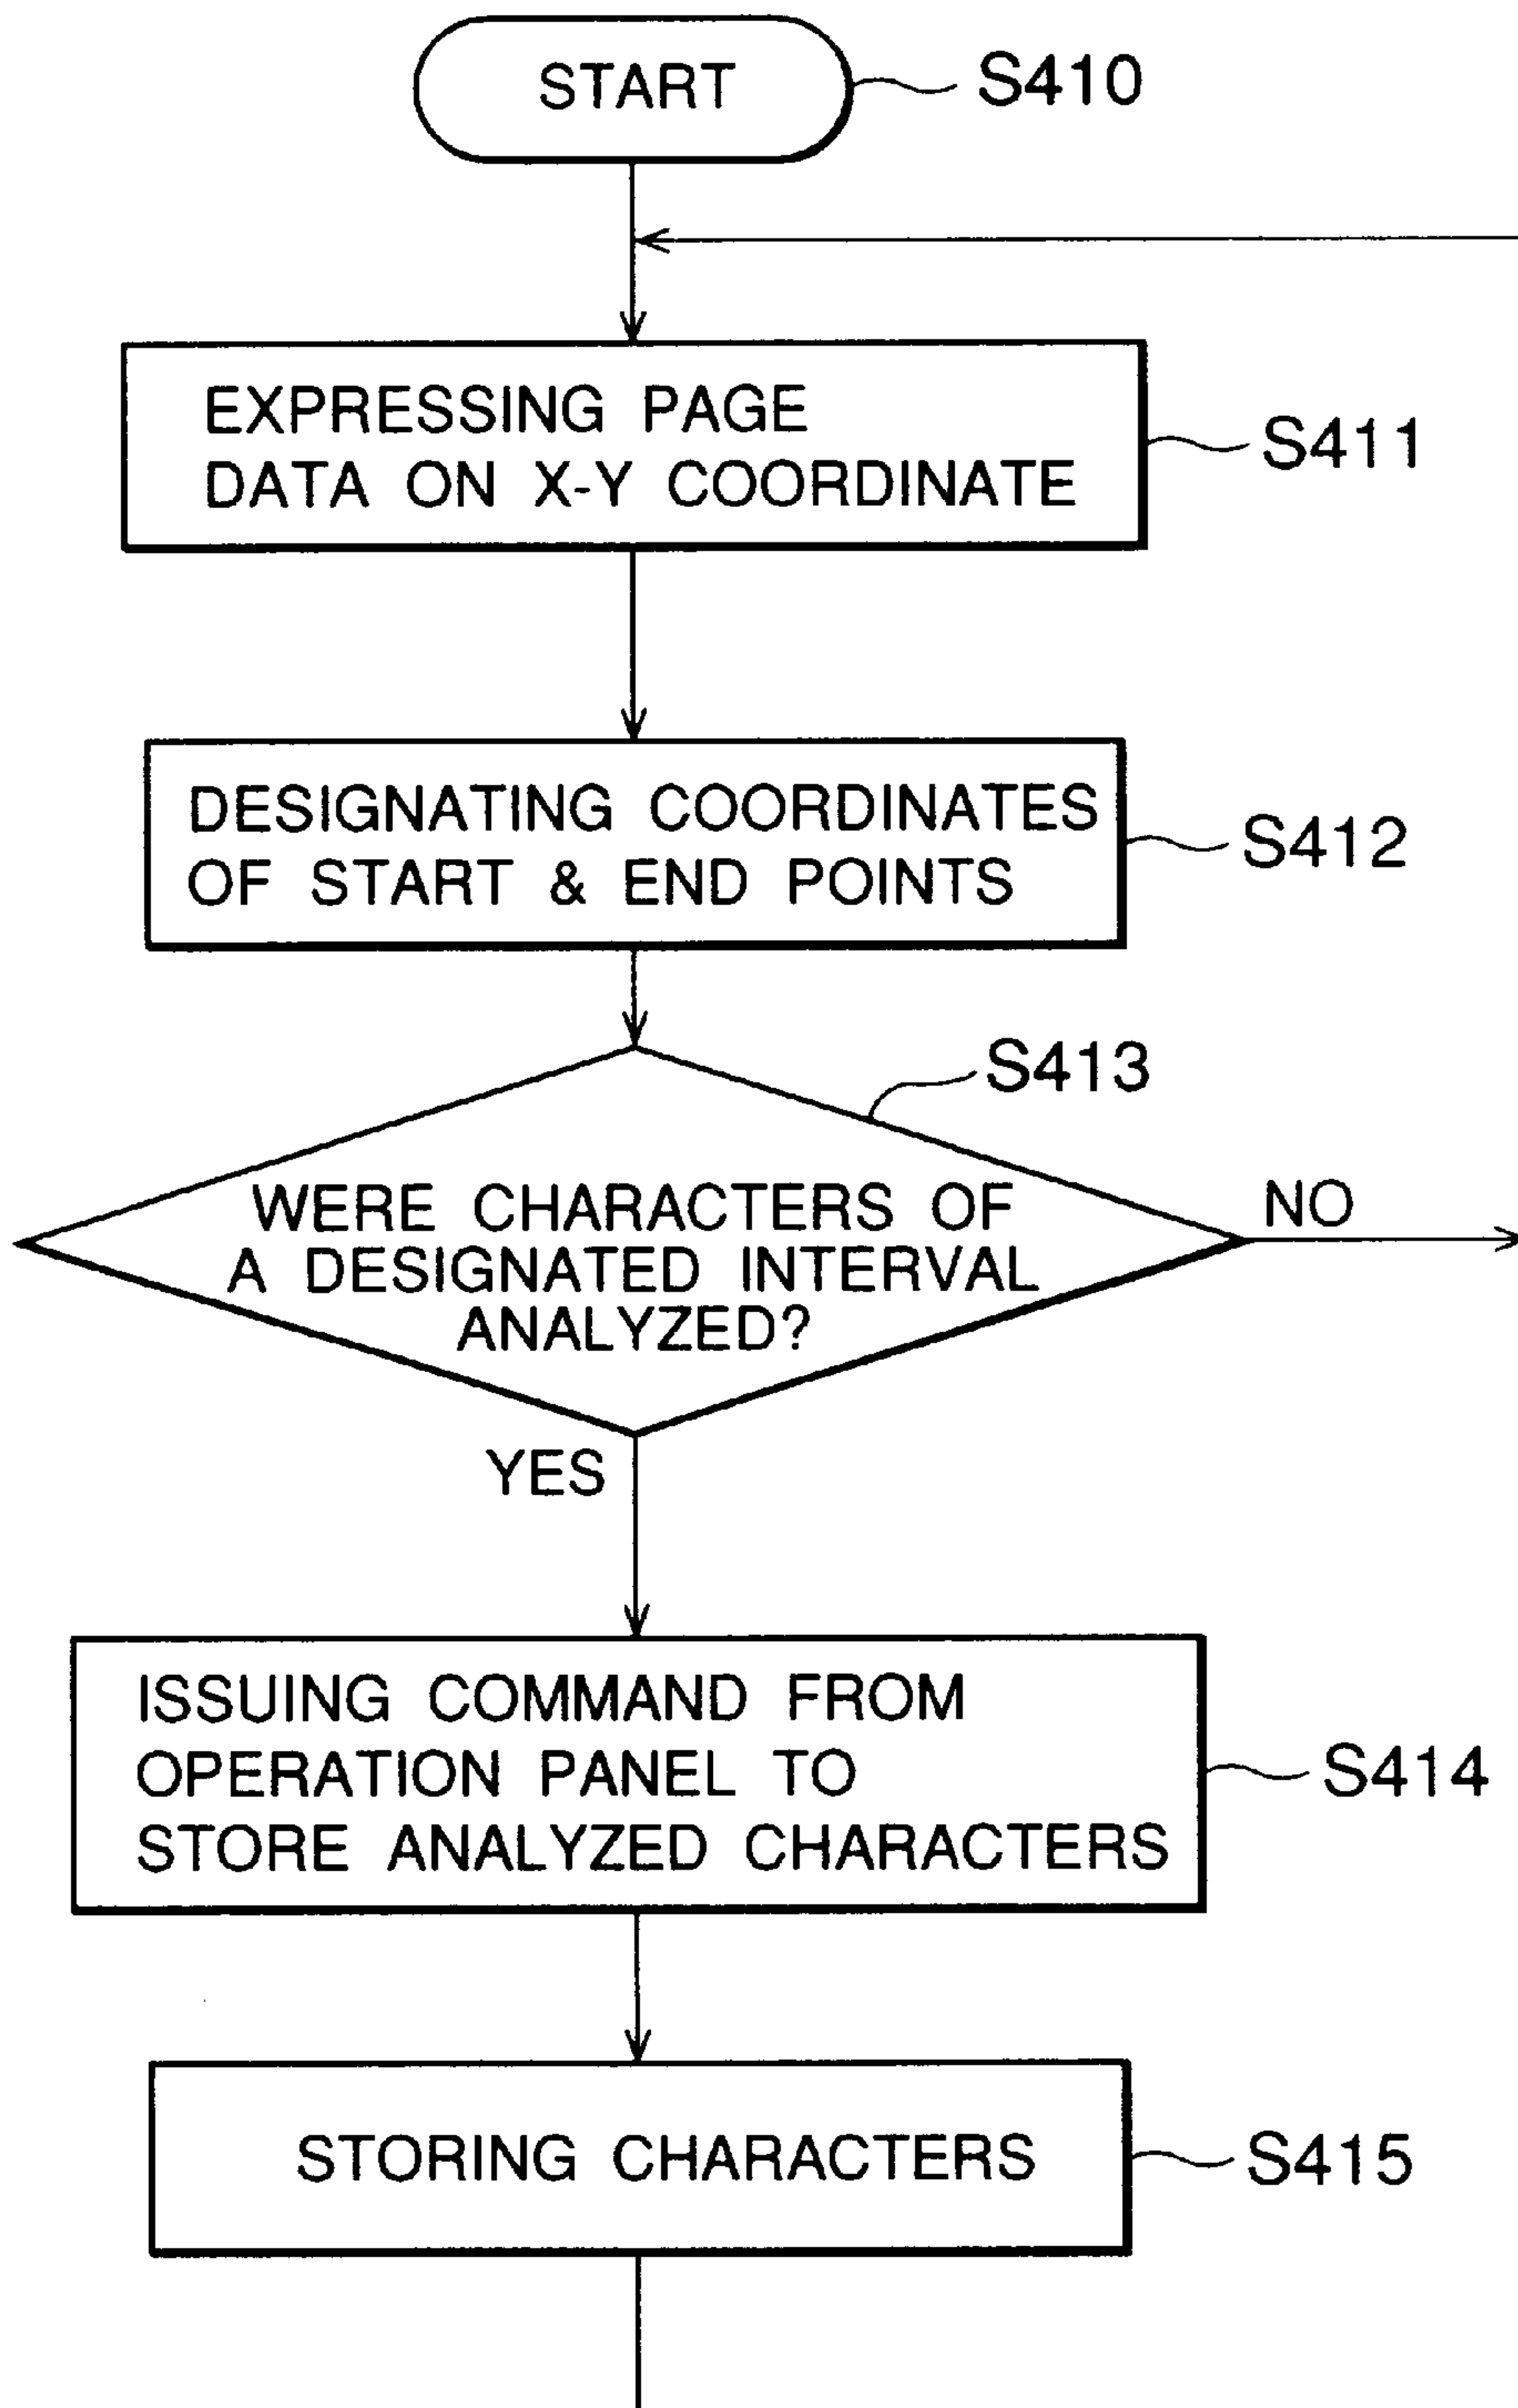 START
S410
EXPRESSING PAGE
DATA ON X-Y COORDINATE
S411
DESIGNATING COORDINATES
OF START & END POINTS
S412
S413
WERE CHARACTERS OF
A DESIGNATED INTERVAL
ANALYZED?
NO
YES
ISSUING COMMAND FROM
OPERATION PANEL TO
STORE ANALYZED CHARACTERS
S414
STORING CHARACTERS
S415